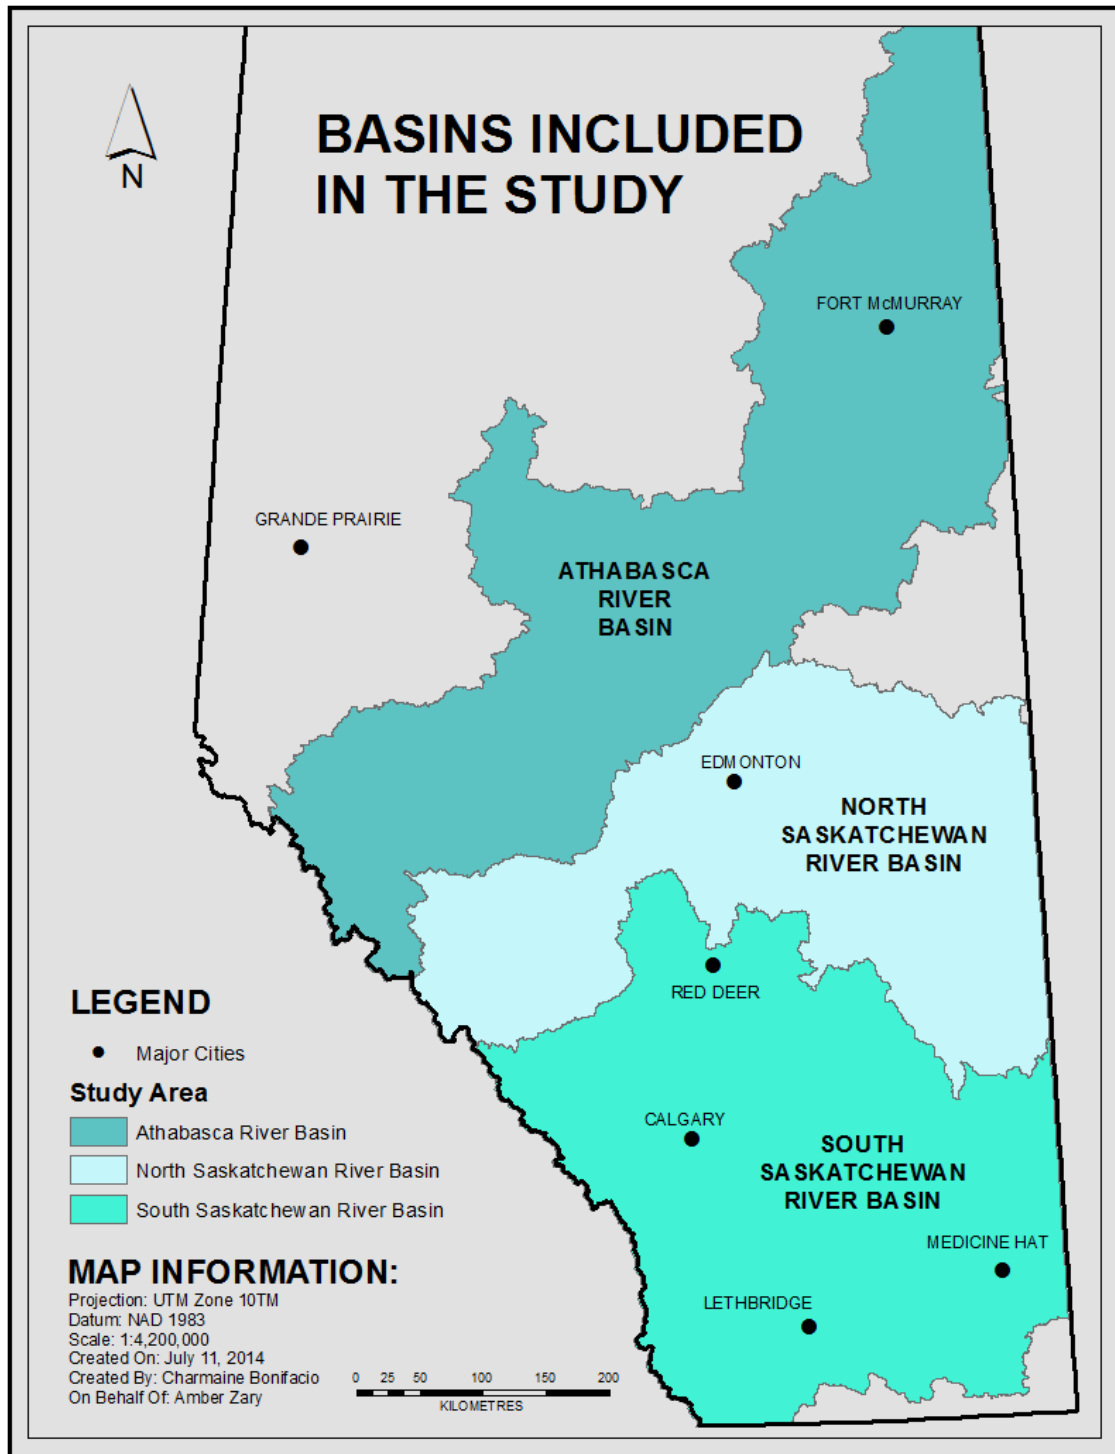 BASINS INCLUDED
IN THE STUDY
N
FORT McMURRAY
GRANDE PRAIRIE
ATHABASCA
RIVER
BASIN
EDMONTON
NORTH
SASKATCHEWAN
RIVER BASIN
RED DEER
CALGARY
SOUTH
SASKATCHEWAN
RIVER BASIN
MEDICINE HAT
LETHBRIDGE
LEGEND
Major Cities
Study Area
Athabasca River Basin
North Saskatchewan River Basin
South Saskatchewan River Basin
MAP INFORMATION:
Projection: UTM Zone 10TM
Datum: NAD 1983
Scale: 1:4,200,000
Created On: July 11, 2014
Created By: Charmaine Bonifacio
On Behalf Of: Amber Zary
0 25 50 100 150 200
KILOMETRES